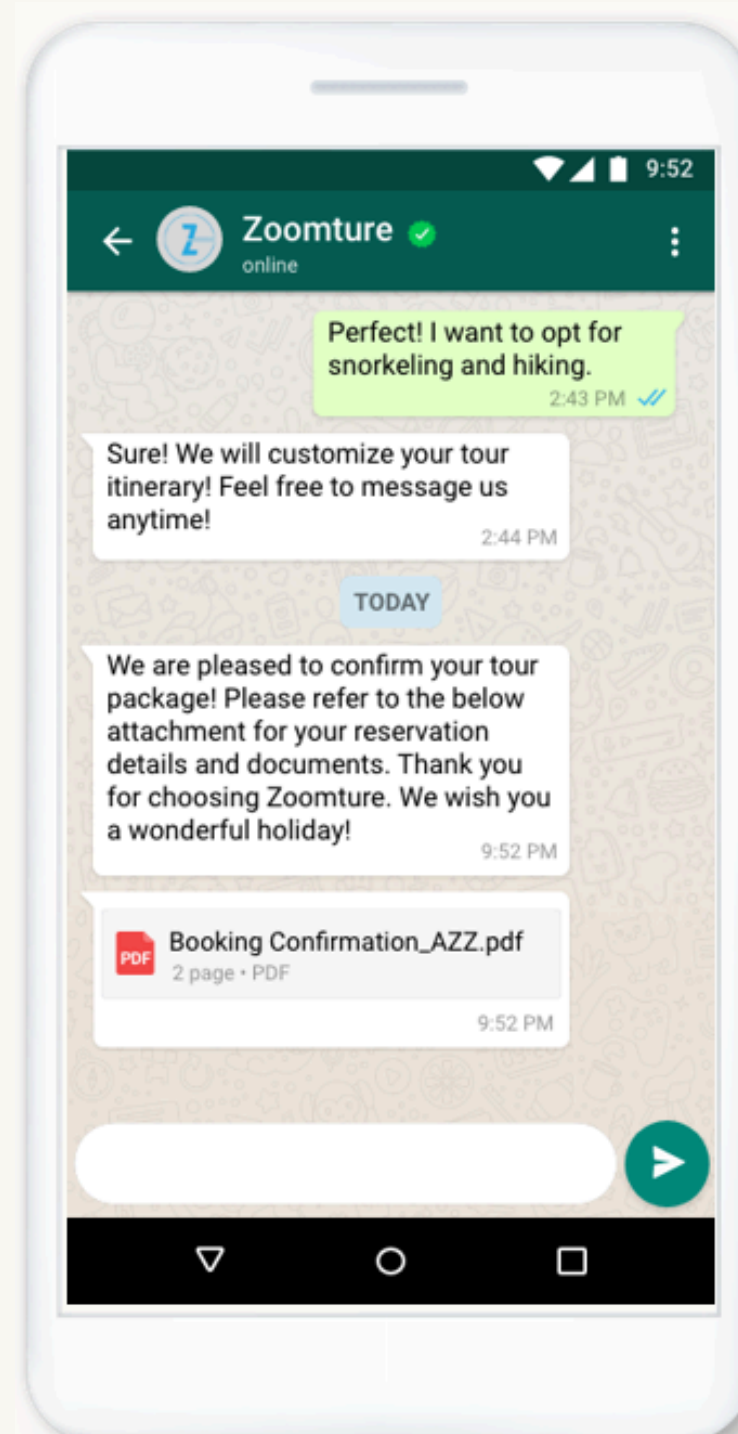 9:52
Z
Zoomture
online
Perfect! I want to opt for
snorkeling and hiking.
2:43 PM
Sure! We will customize your tour
itinerary! Feel free to message us
anytime!
2:44 PM
TODAY
We are pleased to confirm your tour
package! Please refer to the below
attachment for your reservation
details and documents. Thank you
for choosing Zoomture. We wish you
a wonderful holiday!
9:52 PM
PDF
Booking Confirmation_AZZ.pdf
2 page • PDF
9:52 PM